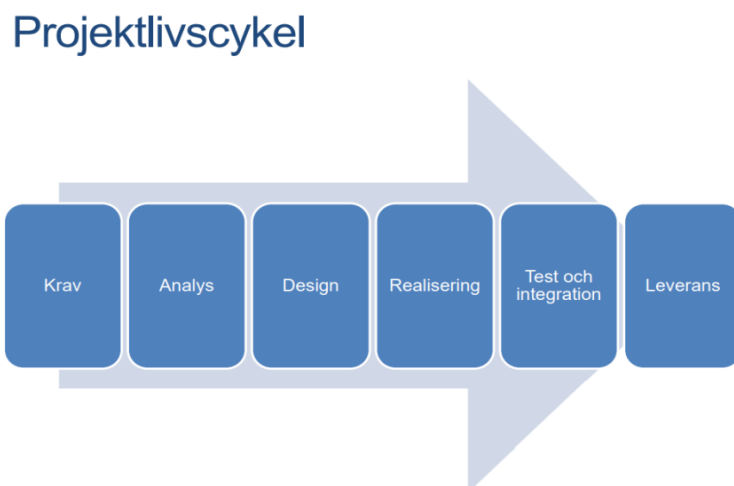 Projektlivscykel
Krav
Analys
Design
Realisering
Test och
integration
Leverans